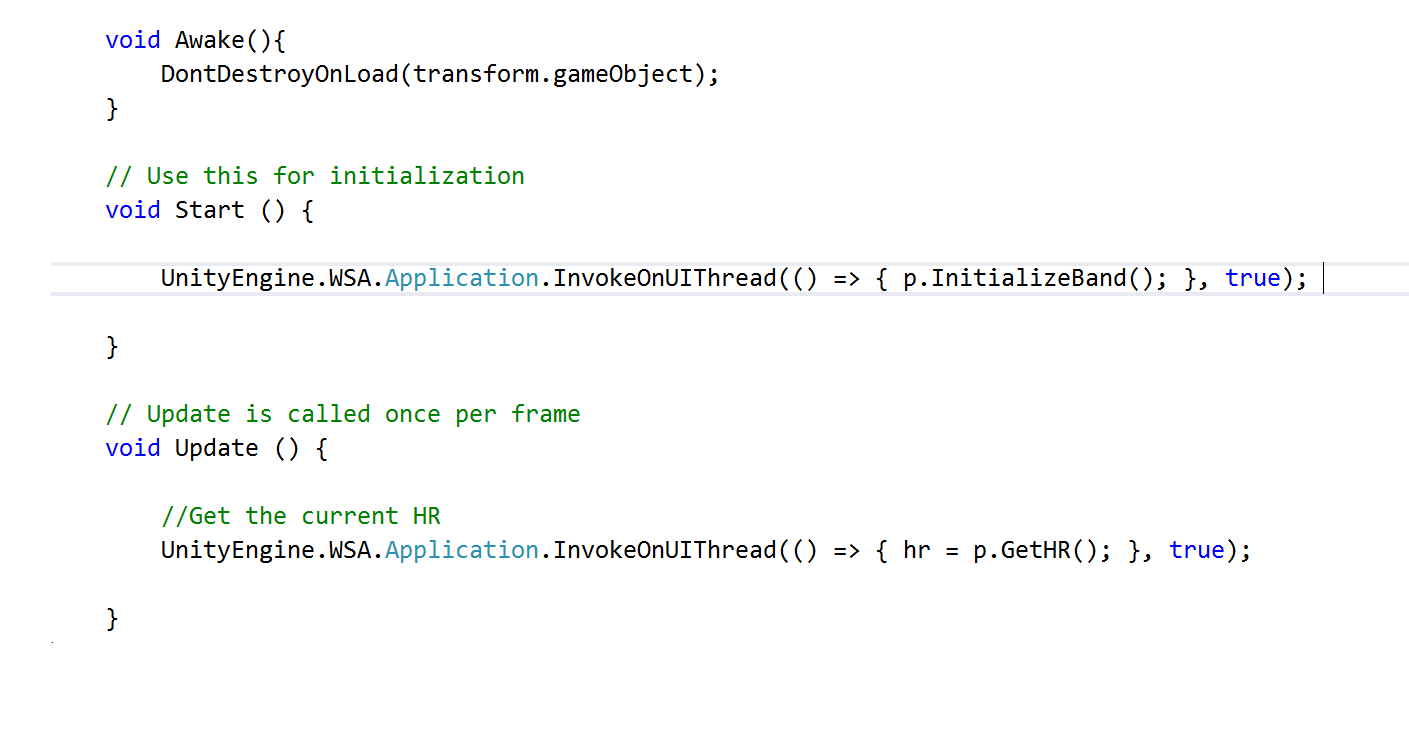 void Awake(){
DontDestroyOnLoad(transform.gameObject);
}
// Use this for initialization
void Start () {
UnityEngine.WSA.Application.InvokeOnUIThread(() => { p.InitializeBand(); }, true);
}
// Update is called once per frame
void Update () {
//Get the current HR
UnityEngine.WSA.Application.InvokeOnUIThread(() => { hr = p.GetHR(); }, true);
}